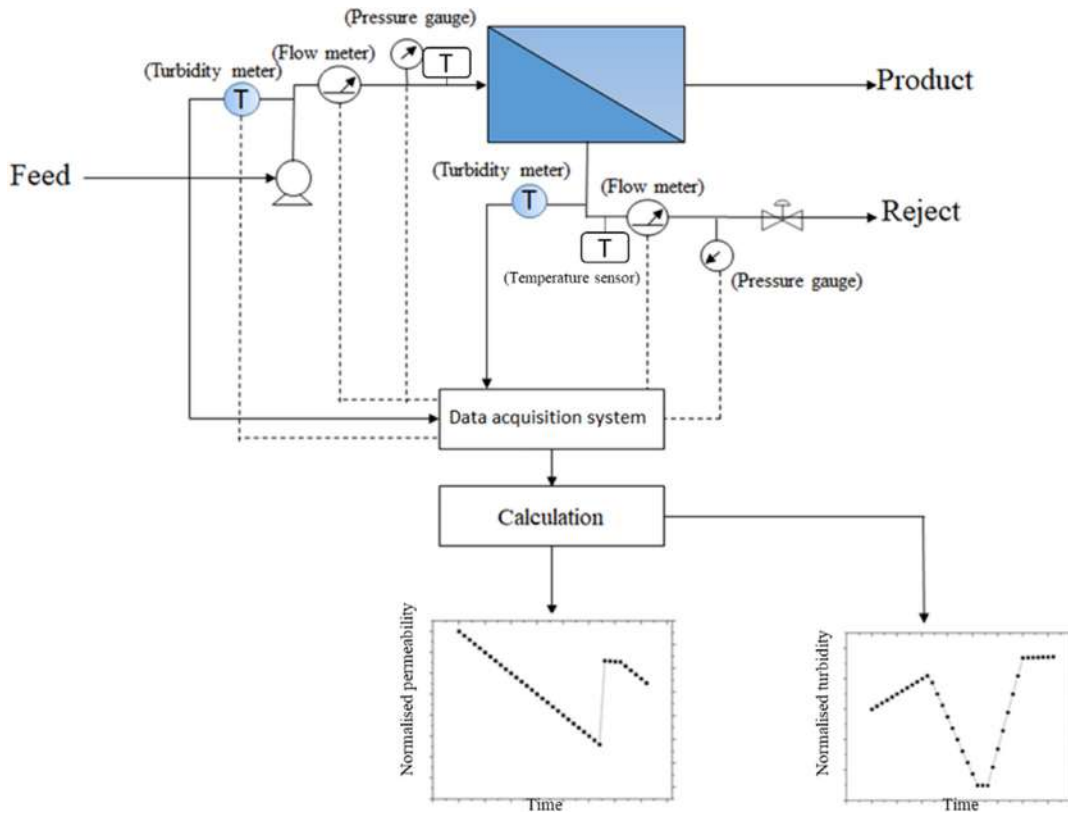 (Pressure gauge)
(Flow meter)
T
(Turbidity meter)
T
Product
Feed
(Turbidity meter)
(Flow meter)
T
Reject
T
(Temperature sensor)
(Pressure gauge)
Data acquisition system
Calculation
Normalised permeability
Time
Normalised turbidity
Time